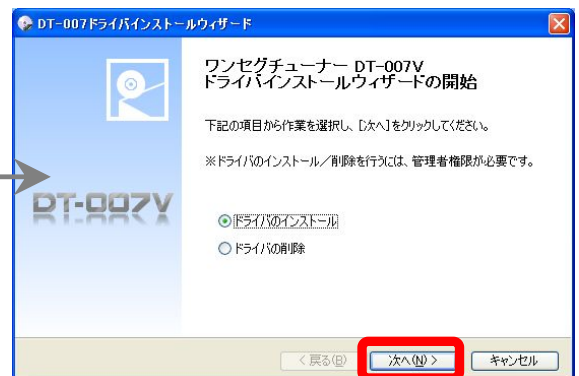 DT-007ドライバインストールウィザード
ワンセグチューナー DT-007V
ドライバインストールウィザードの開始
下記の項目から作業を選択し、[次へ]をクリックしてください。
※ドライバのインストール／削除を行うには、管理者権限が必要です。
DT-007V
ドライバのインストール
ドライバの削除
< 戻る(B)
次へ(N) >
キャンセル